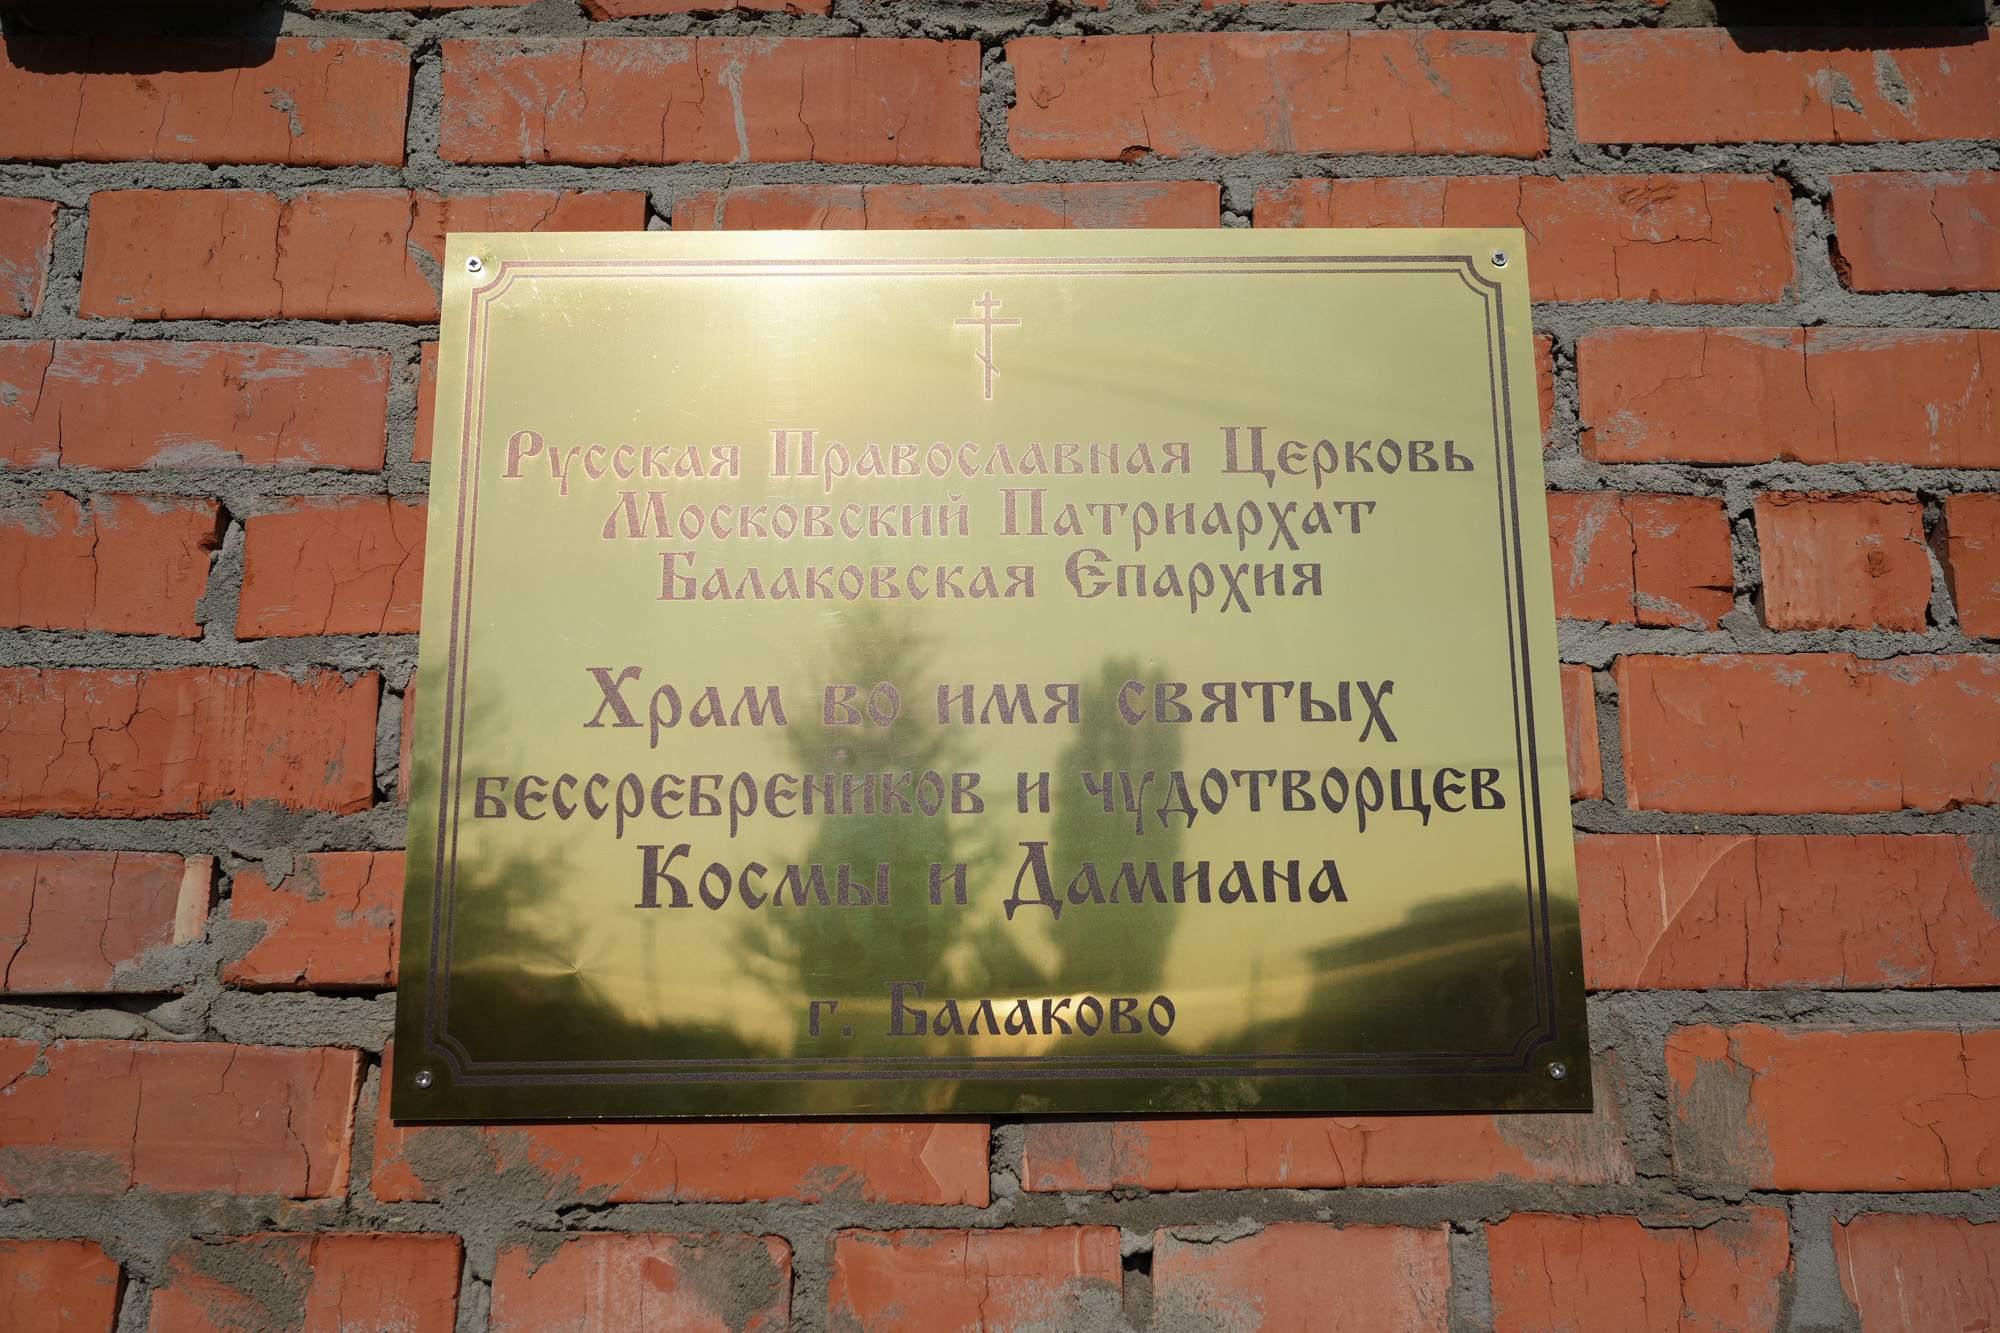 Русская Православная Церковь
Московский Патриархат
Балаковская Епархия
Храм во имя святых
бессребреников и чудотворцев
Космы и Дамиана
г. Балаково